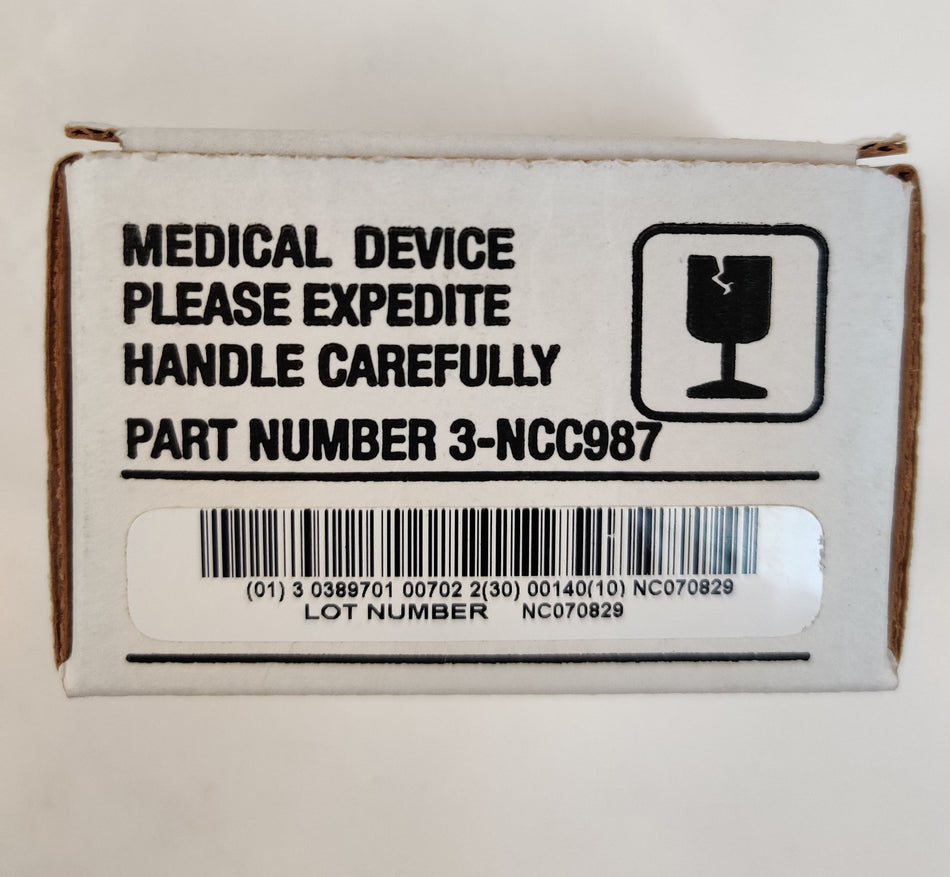 MEDICAL DEVICE
PLEASE EXPEDITE
HANDLE CAREFULLY
PART NUMBER 3-NCC987
(01) 3 0389701 00702 2(30) 00140(10) NC070829
LOT NUMBER NC070829